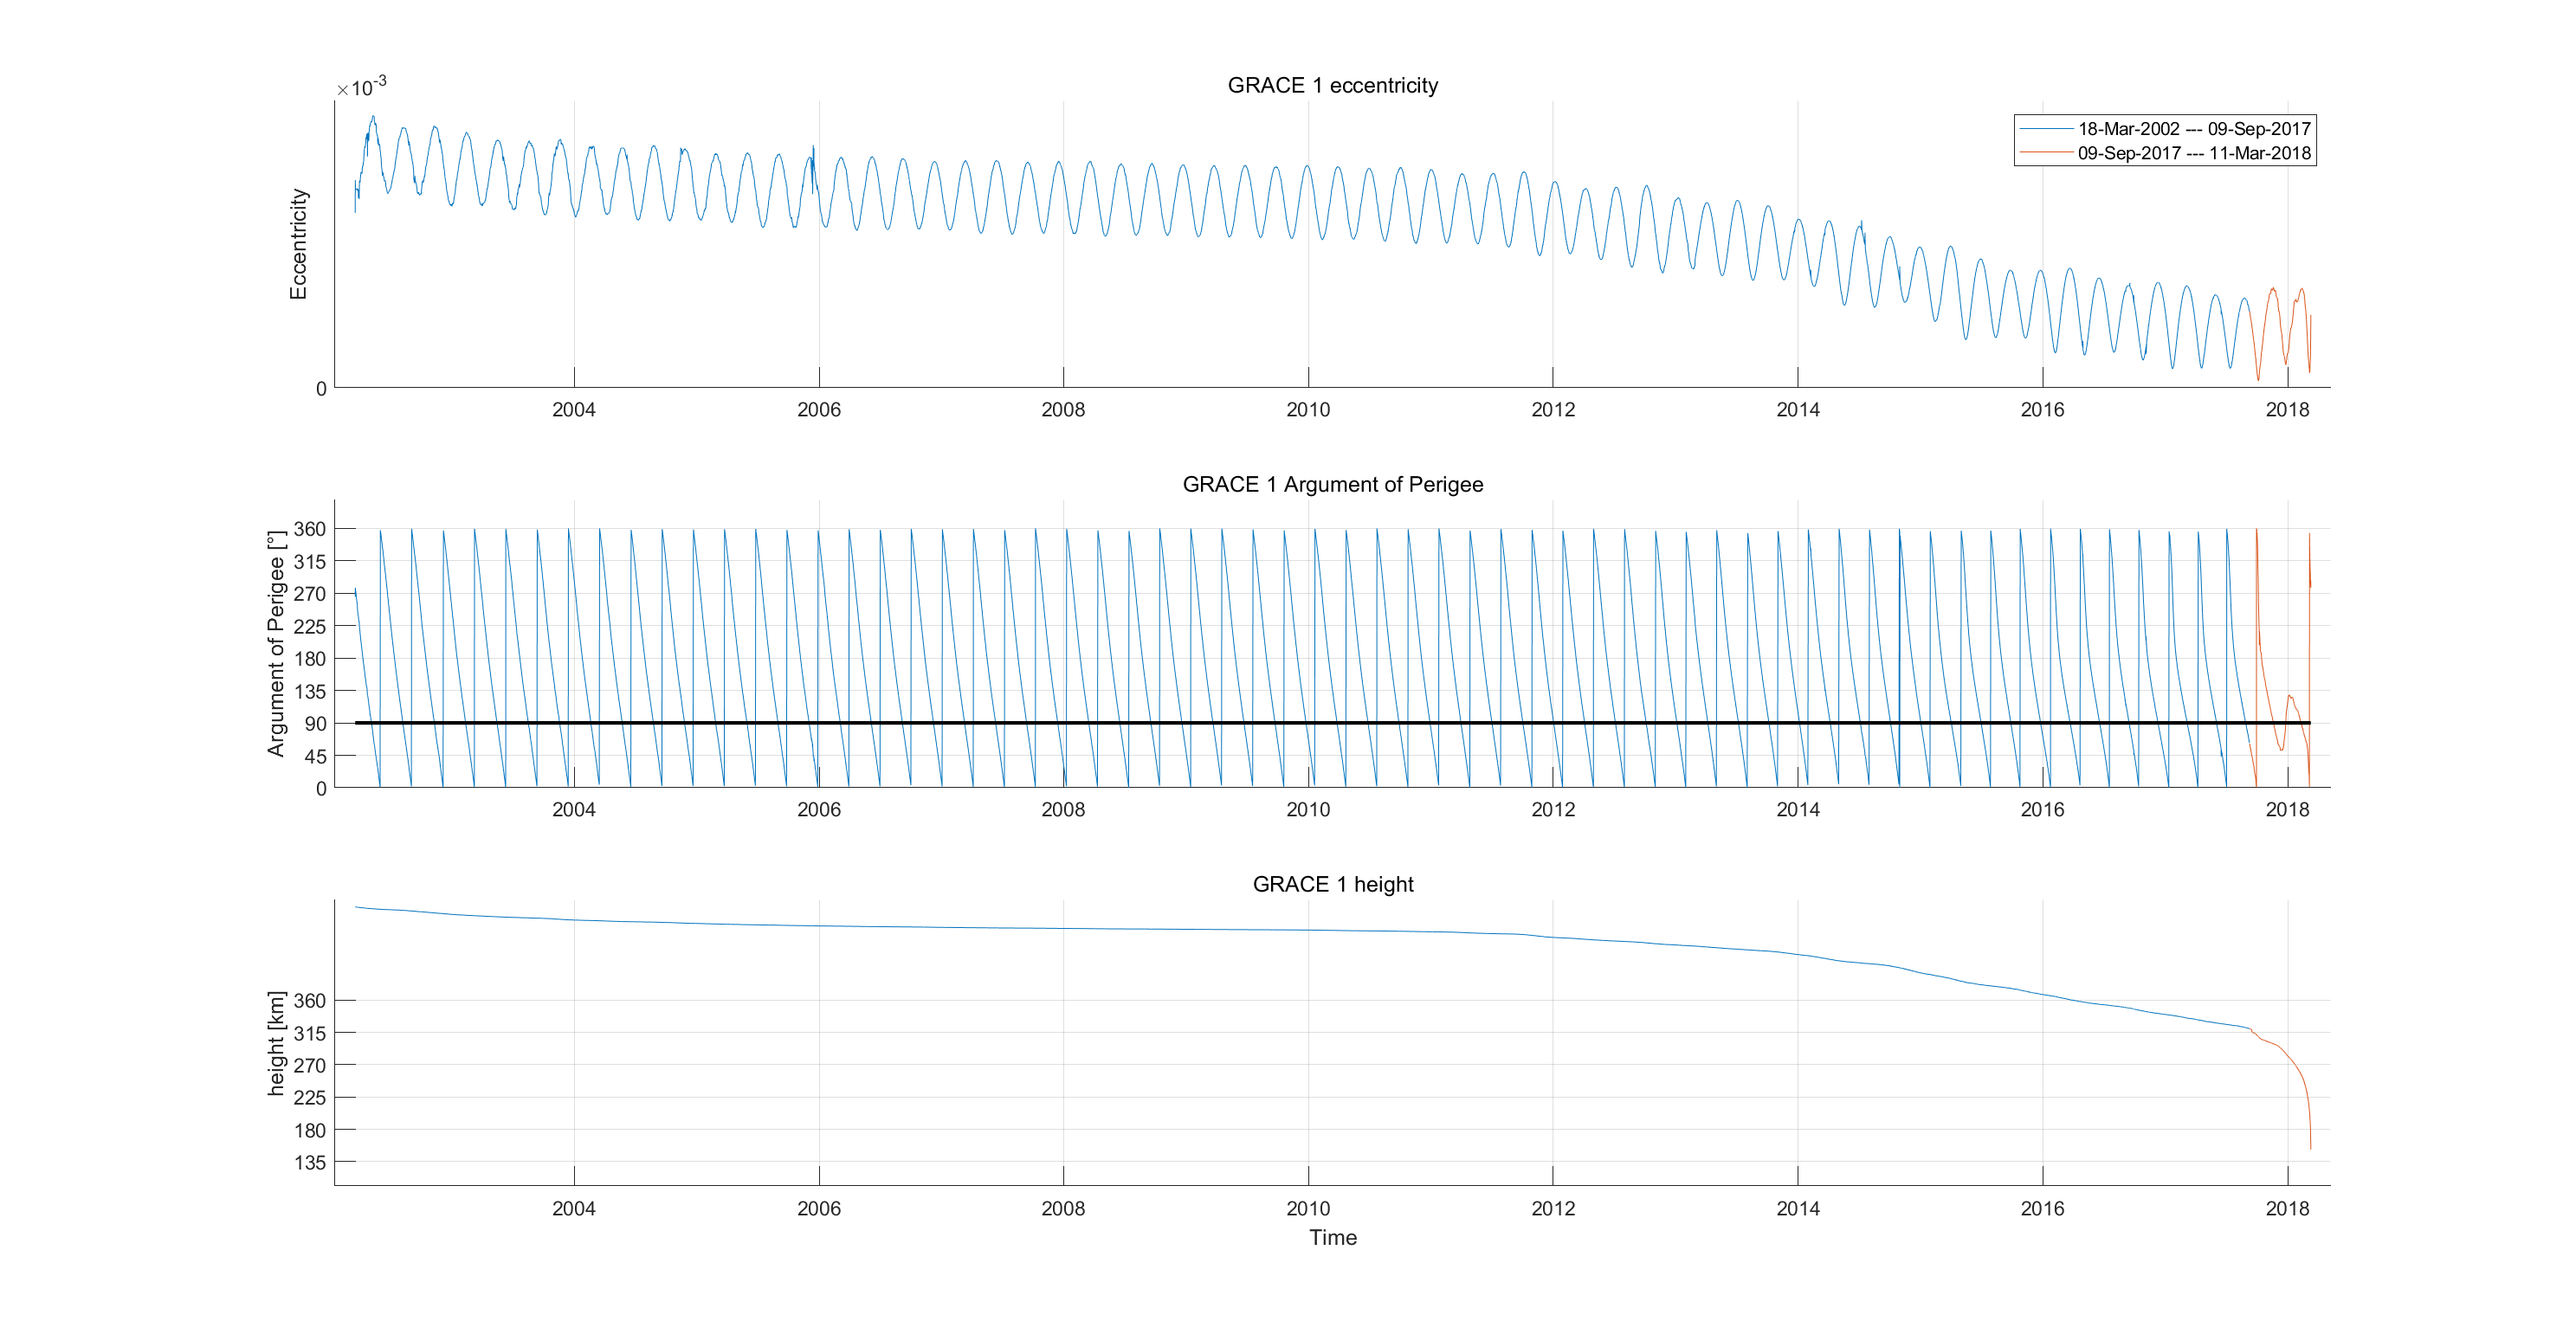 GRACE 1 eccentricity
×10-3
Eccentricity
0
18-Mar-2002 --- 09-Sep-2017
09-Sep-2017 --- 11-Mar-2018
2004 2006 2008 2010 2012 2014 2016 2018
GRACE 1 Argument of Perigee
Argument of Perigee [°]
360
315
270
225
180
135
90
45
0
2004 2006 2008 2010 2012 2014 2016 2018
GRACE 1 height
height [km]
360
315
270
225
180
135
2004 2006 2008 2010 2012 2014 2016 2018
Time